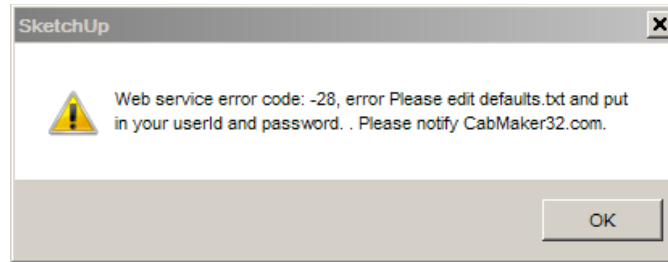 SketchUp
Web service error code: -28, error Please edit defaults.txt and put
in your userId and password. . Please notify CabMaker32.com.
OK